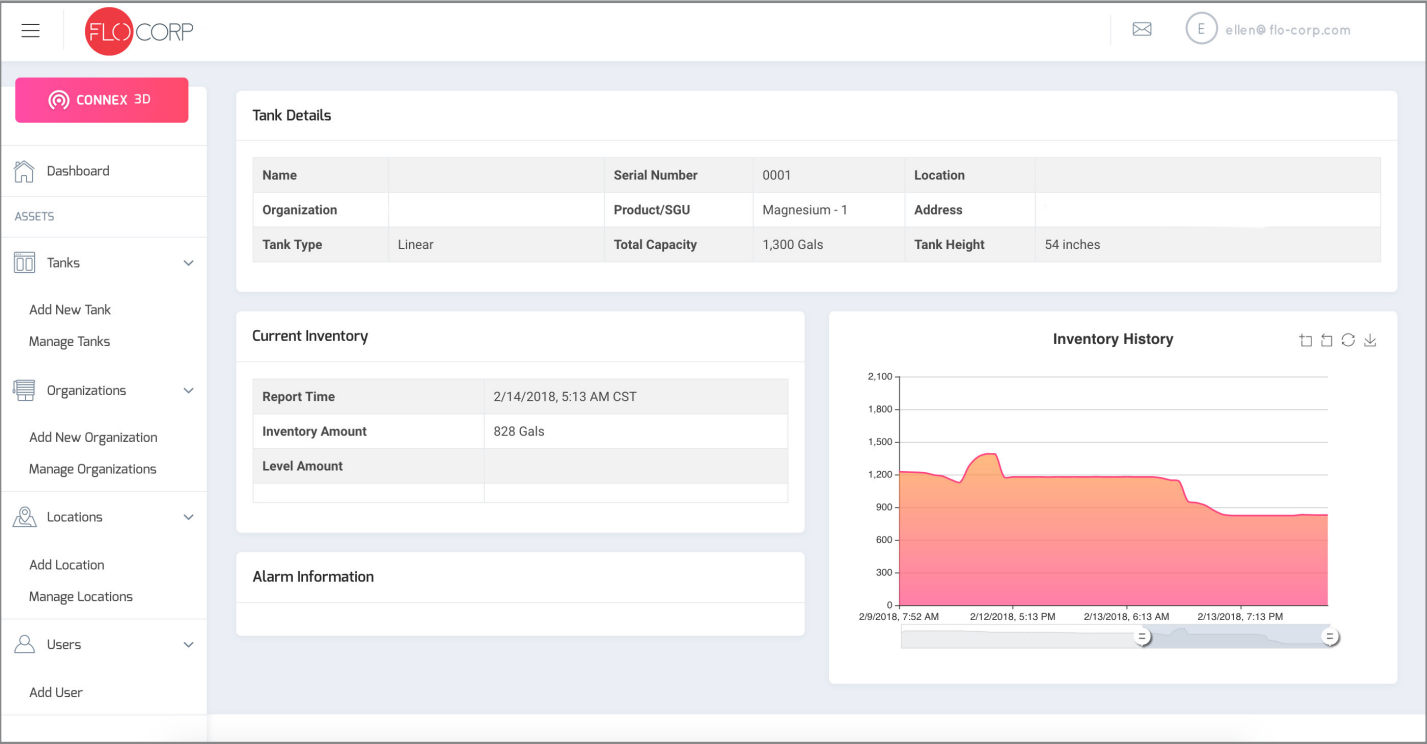 FLO CORP
E ellen@flo-corp.com
CONNEX 3D
Dashboard
ASSETS
Tanks
Add New Tank
Manage Tanks
Organizations
Add New Organization
Manage Organizations
Locations
Add Location
Manage Locations
Users
Add User
Tank Details
Name Serial Number 0001 Location
Organization Product/SGU Magnesium - 1 Address
Tank Type Linear Total Capacity 1,300 Gals Tank Height 54 inches
Current Inventory
Report Time 2/14/2018, 5:13 AM CST
Inventory Amount 828 Gals
Level Amount
Alarm Information
Inventory History
2,100
1,800
1,500
1,200
900
600
300
0
2/9/2018, 7:52 AM 2/12/2018, 5:13 PM 2/13/2018, 6:13 AM 2/13/2018, 7:13 PM